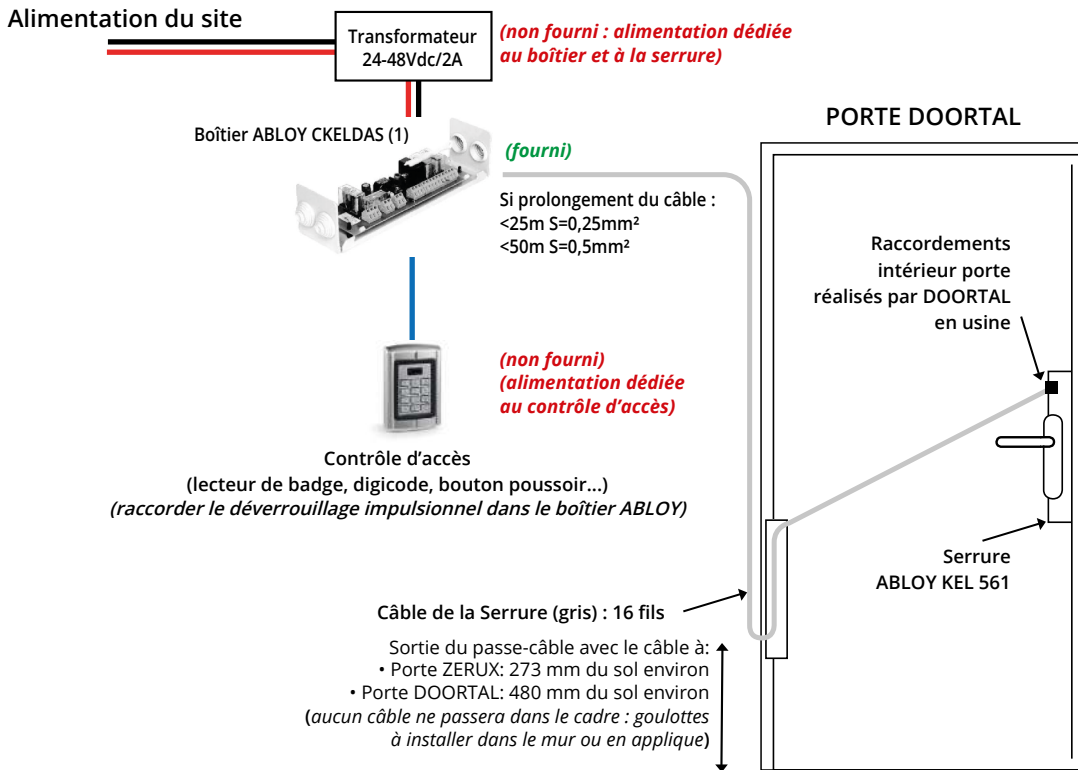 Alimentation du site
Transformateur
24-48Vdc/2A
(non fourni : alimentation dédiée
au boîtier et à la serrure)
Boîtier ABLOY CKELDAS (1)
(fourni)
Si prolongement du câble :
<25m S=0,25mm²
<50m S=0,5mm²
PORTE DOORTAL
Raccordements
intérieur porte
réalisés par DOORTAL
en usine
(non fourni)
(alimentation dédiée
au contrôle d’accès)
Contrôle d’accès
(lecteur de badge, digicode, bouton poussoir...)
(raccorder le déverrouillage impulsionnel dans le boîtier ABLOY)
Serrure
ABLOY KEL 561
Câble de la Serrure (gris) : 16 fils
Sortie du passe-câble avec le câble à:
• Porte ZERUX: 273 mm du sol environ
• Porte DOORTAL: 480 mm du sol environ
(aucun câble ne passera dans le cadre : goulottes
à installer dans le mur ou en applique)